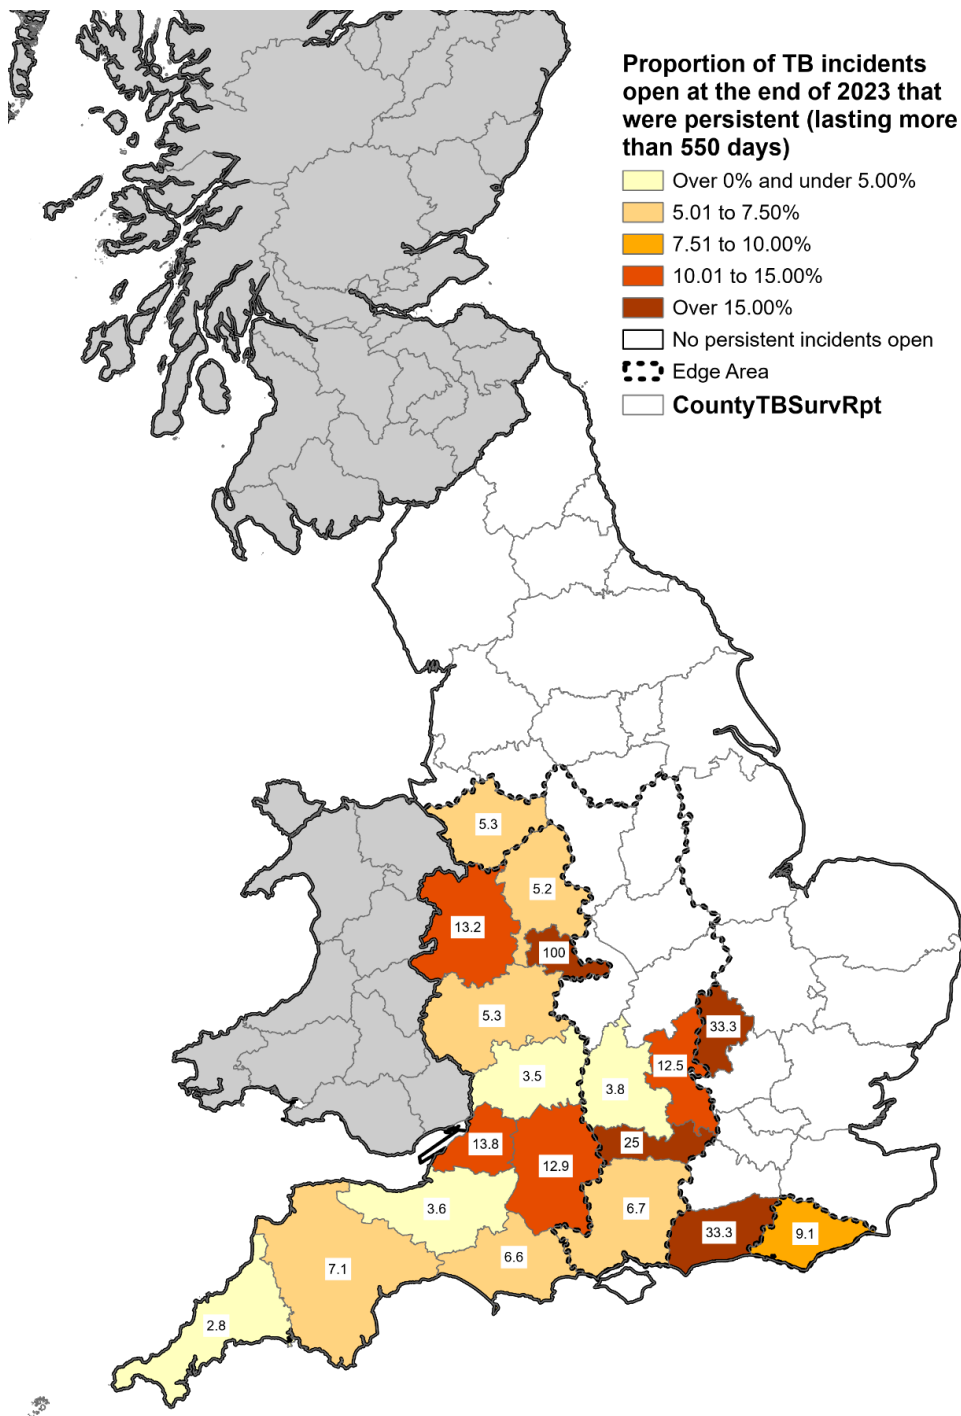 Proportion of TB incidents
open at the end of 2023 that
were persistent (lasting more
than 550 days)
Over 0% and under 5.00%
5.01 to 7.50%
7.51 to 10.00%
10.01 to 15.00%
Over 15.00%
No persistent incidents open
Edge Area
CountyTBSurvRpt
5.3
5.2
13.2
100
5.3
33.3
12.5
3.5
3.8
13.8
25
12.9
3.6
6.7
33.3
9.1
6.6
7.1
2.8